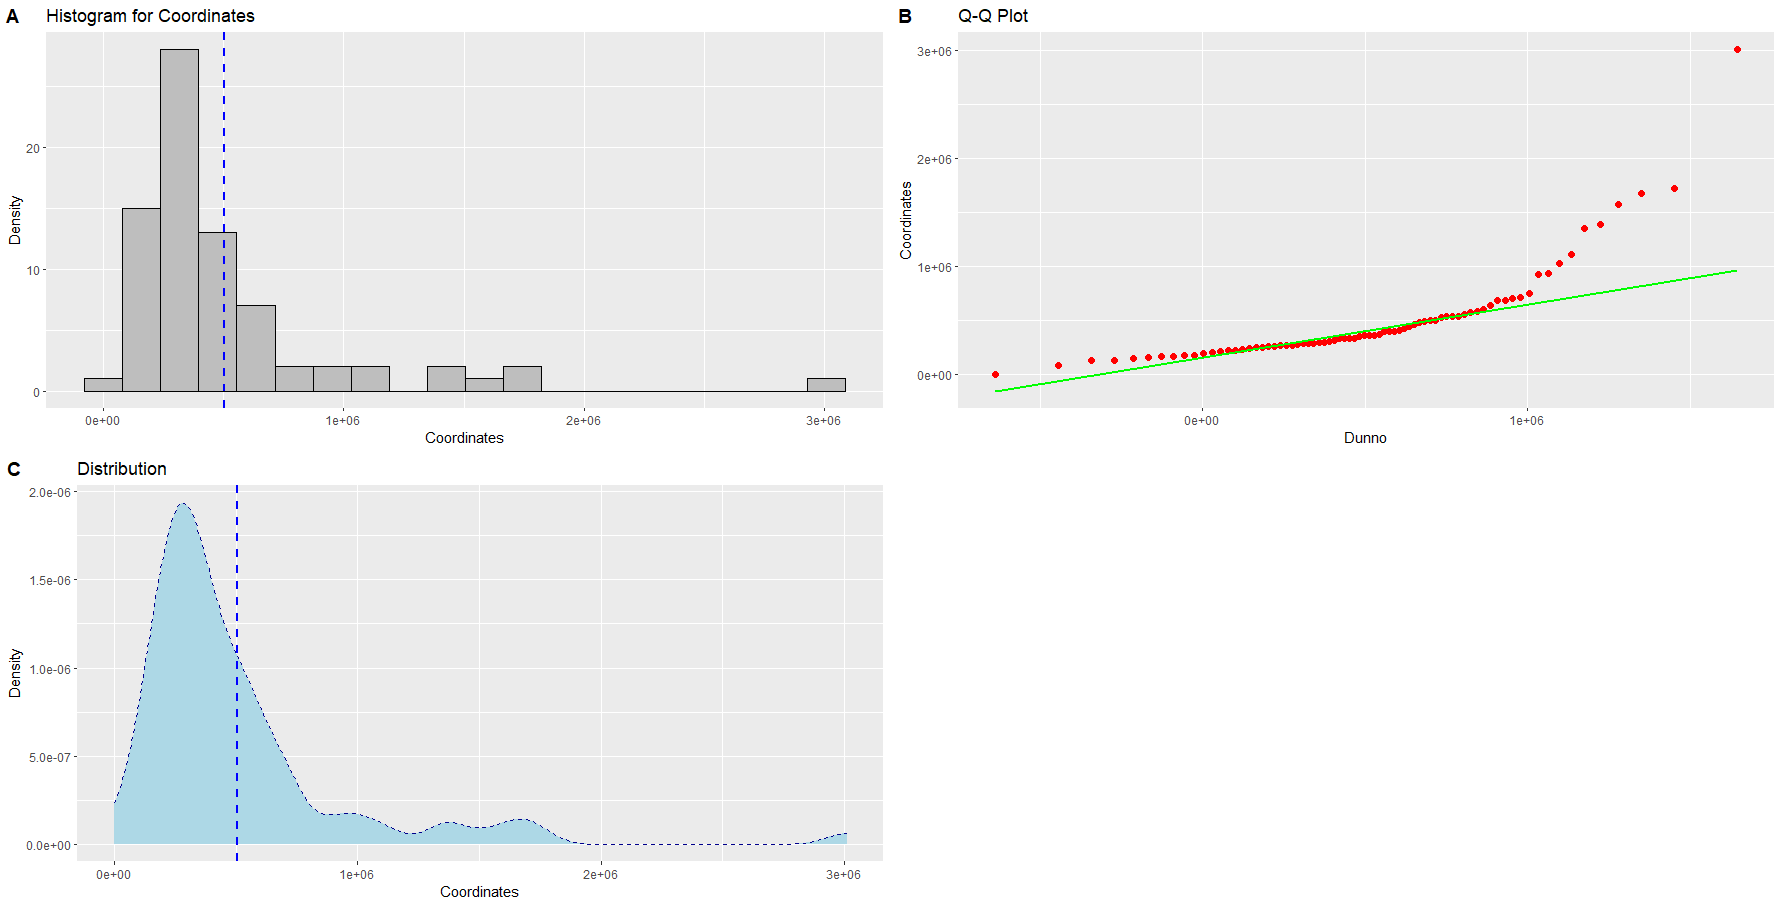 A Histogram for Coordinates
Density
20
10
0
0e+00 1e+06 2e+06 3e+06
Coordinates
B Q-Q Plot
Coordinates
3e+06
2e+06
1e+06
0e+00
0e+00 1e+06
Dunno
C Distribution
Density
2.0e-06
1.5e-06
1.0e-06
5.0e-07
0.0e+00
0e+00 1e+06 2e+06 3e+06
Coordinates